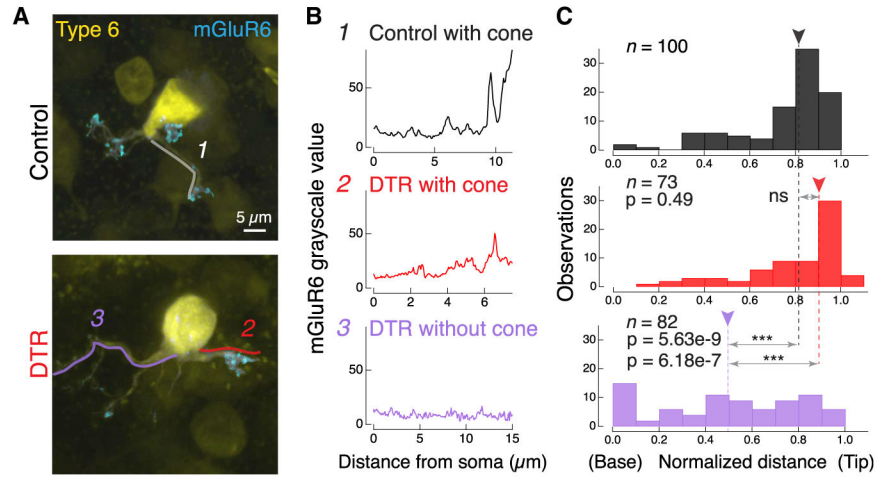 A
Type 6 mGluR6
Control
1
5 μm
DTR
3
2
B
mGluR6 grayscale value
1 Control with cone
50
0
0 5 10
2 DTR with cone
50
0
0 2 4 6
3 DTR without cone
50
0
0 5 10 15
Distance from soma (μm)
C
Observations
n = 100
30
20
10
0
0.0 0.2 0.4 0.6 0.8 1.0
n = 73
p = 0.49
ns
30
20
10
0
0.0 0.2 0.4 0.6 0.8 1.0
n = 82
p = 5.63e-9
p = 6.18e-7
***
***
30
20
10
0
0.0 0.2 0.4 0.6 0.8 1.0
(Base) Normalized distance (Tip)